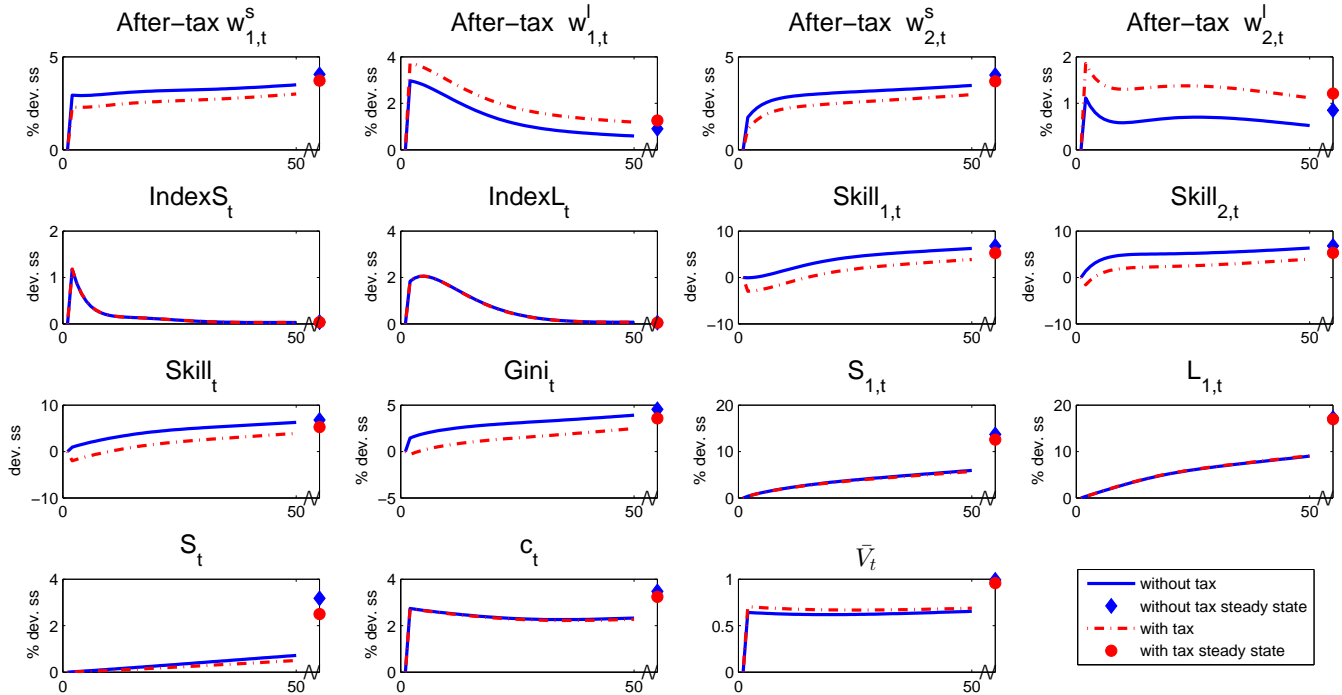 After−tax w^s_{1,t}
% dev. ss
5
0
0
50
After−tax w^l_{1,t}
% dev. ss
4
2
0
0
50
After−tax w^s_{2,t}
% dev. ss
5
0
0
50
After−tax w^l_{2,t}
% dev. ss
2
1
0
0
50
IndexS_t
dev. ss
2
1
0
0
50
IndexL_t
dev. ss
4
2
0
0
50
Skill_{1,t}
dev. ss
10
0
−10
0
50
Skill_{2,t}
dev. ss
10
0
−10
0
50
Skill_t
dev. ss
10
0
−10
0
50
Gini_t
% dev. ss
5
0
−5
0
50
S_{1,t}
% dev. ss
20
10
0
0
50
L_{1,t}
% dev. ss
20
10
0
0
50
S_t
% dev. ss
4
2
0
0
50
c_t
% dev. ss
4
2
0
0
50
V̄_t
% dev. ss
1
0.5
0
0
50
without tax
without tax steady state
with tax
with tax steady state